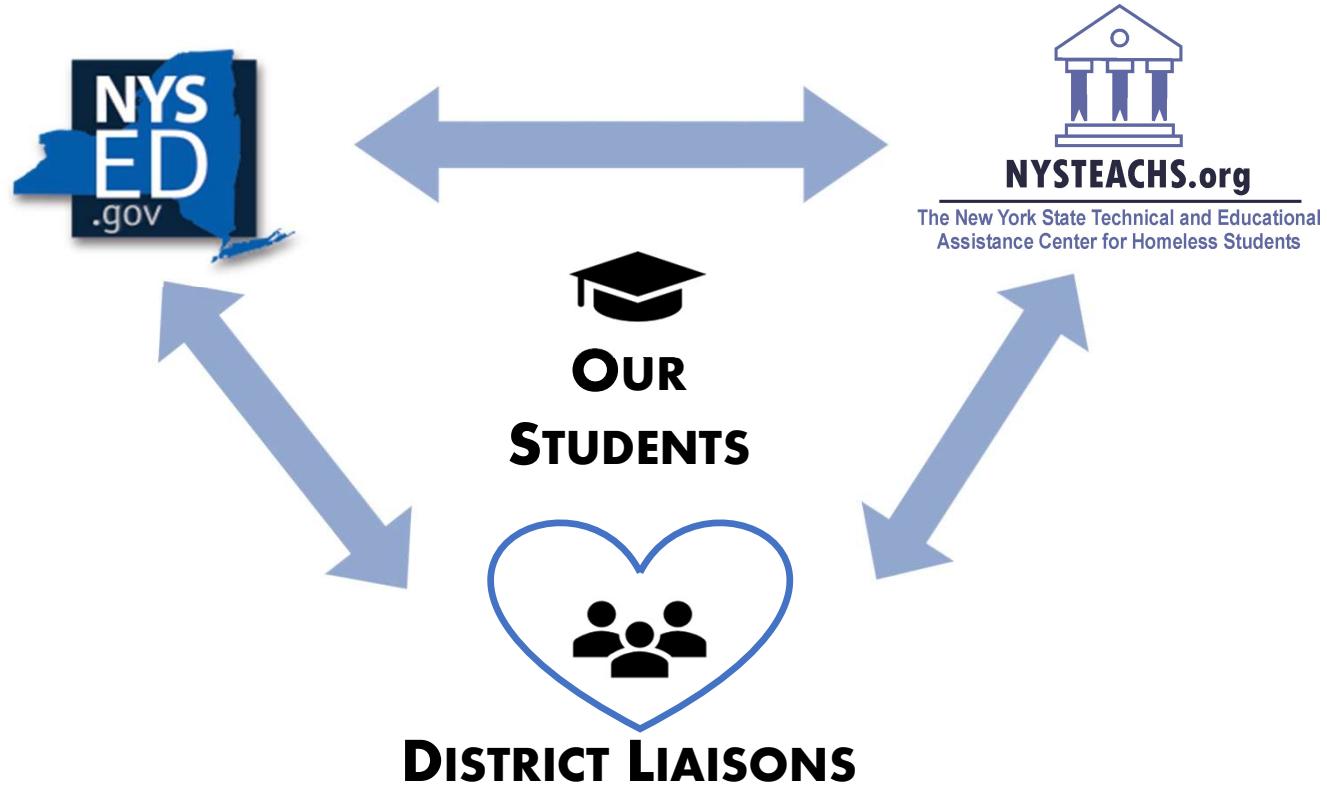 NYS
ED
.gov
NYSTEACHS.org
The New York State Technical and Educational
Assistance Center for Homeless Students
OUR
STUDENTS
DISTRICT LIAISONS